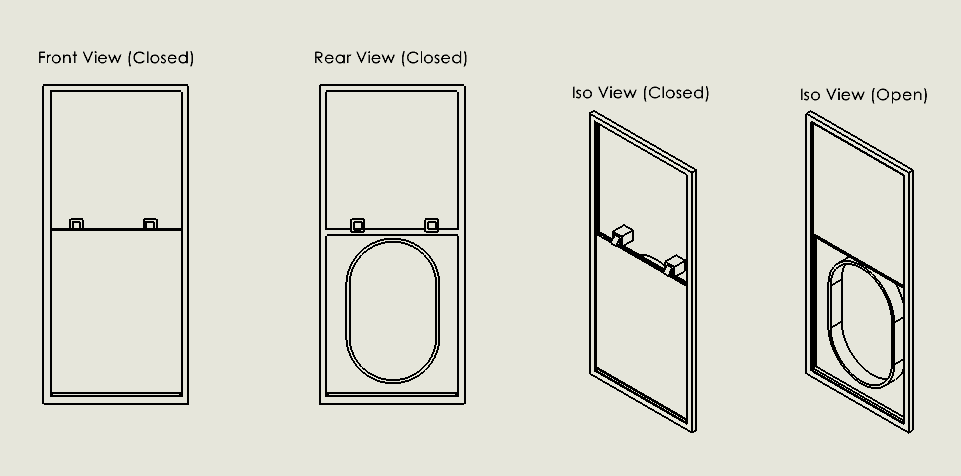 Front View (Closed)
Rear View (Closed)
Iso View (Closed)
Iso View (Open)